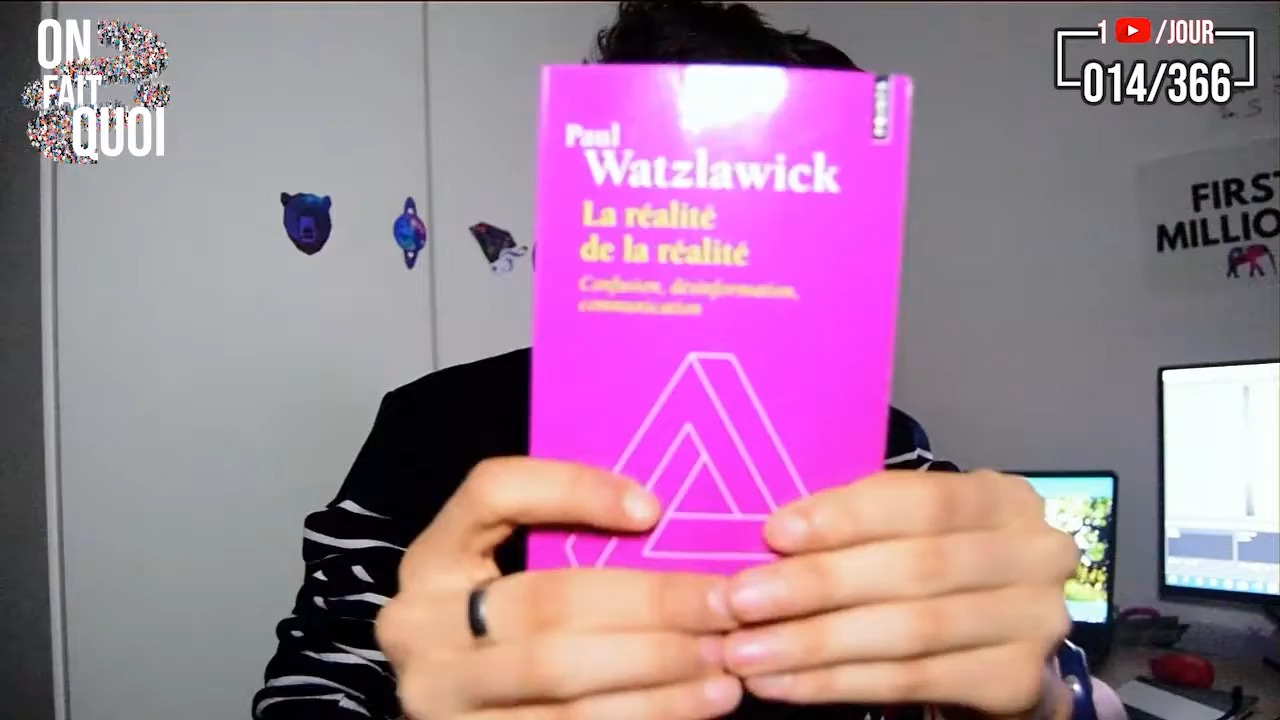 ON
FAIT
QUOI
1 /JOUR
014/366
Paul
Watzlawick
La réalité
de la réalité
Confusion, désinformation,
communication
FIRST
MILLIO